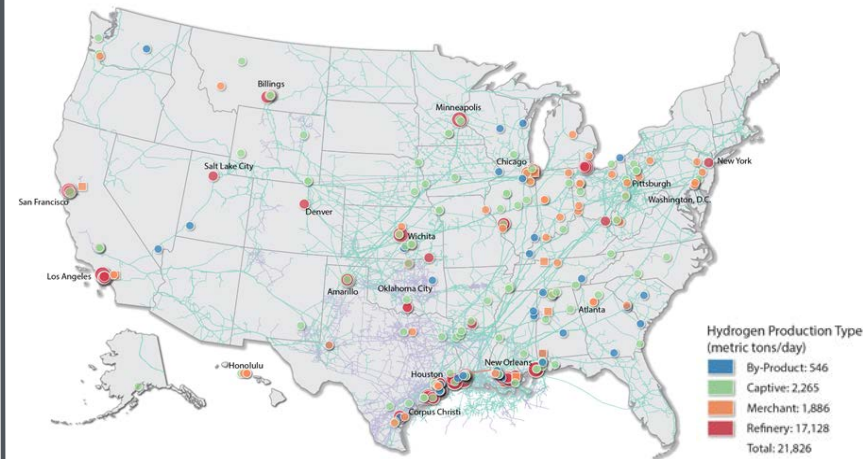 Billings
Minneapolis
Salt Lake City
Chicago
New York
Pittsburgh
San Francisco
Washington, D.C.
Denver
Wichita
Los Angeles
Amarillo
Oklahoma City
Atlanta
Honolulu
Houston
New Orleans
Corpus Christi
Hydrogen Production Type
(metric tons/day)
By-Product: 546
Captive: 2,265
Merchant: 1,886
Refinery: 17,128
Total: 21,826